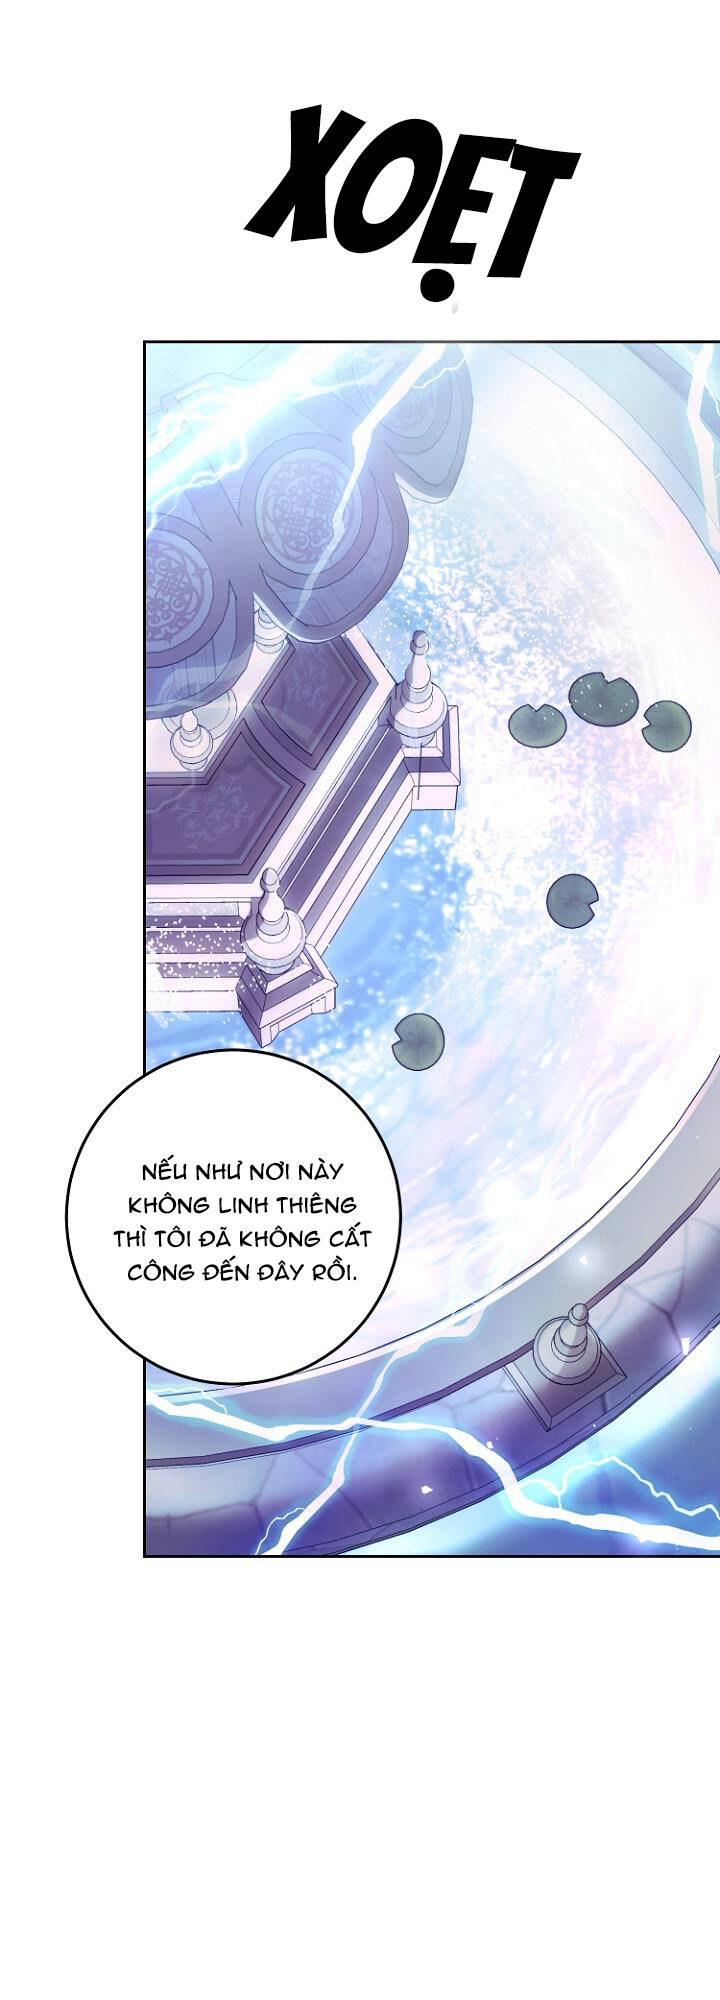 XOẸT
NẾU NHƯ NƠI NÀY
KHÔNG LINH THIÊNG
THÌ TÔI ĐÃ KHÔNG CẤT
CÔNG ĐẾN ĐÂY RỒI.